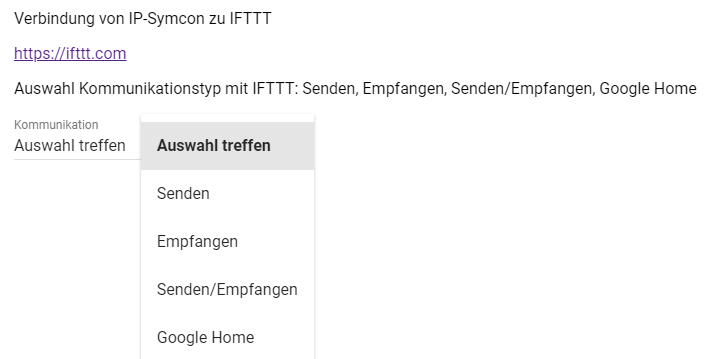 Verbindung von IP-Symcon zu IFTTT
https://ifttt.com
Auswahl Kommunikationstyp mit IFTTT: Senden, Empfangen, Senden/Empfangen, Google Home
Kommunikation
Auswahl treffen
Auswahl treffen
Senden
Empfangen
Senden/Empfangen
Google Home